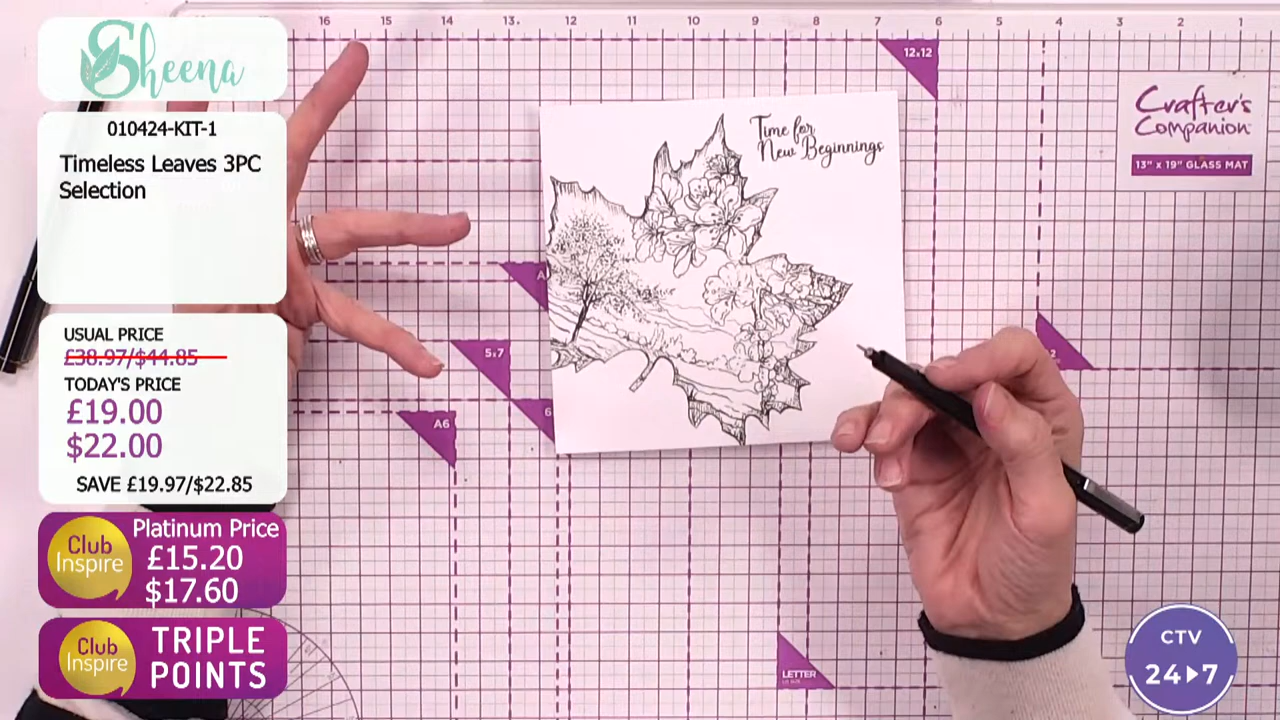 Sheena
010424-KIT-1
Timeless Leaves 3PC
Selection
USUAL PRICE
£38.97/$44.85
TODAY'S PRICE
£19.00
$22.00
SAVE £19.97/$22.85
Club
Inspire
Platinum Price
£15.20
$17.60
Club
Inspire
TRIPLE
POINTS
16 15 14 13 12 11 10 9 8 7 6 5 4 3 2 1
12x12
Crafter's
Companion
13" x 19" GLASS MAT
Time for
New Beginnings
A
5x7
6
A6
2
LETTER
CTV
24▶7